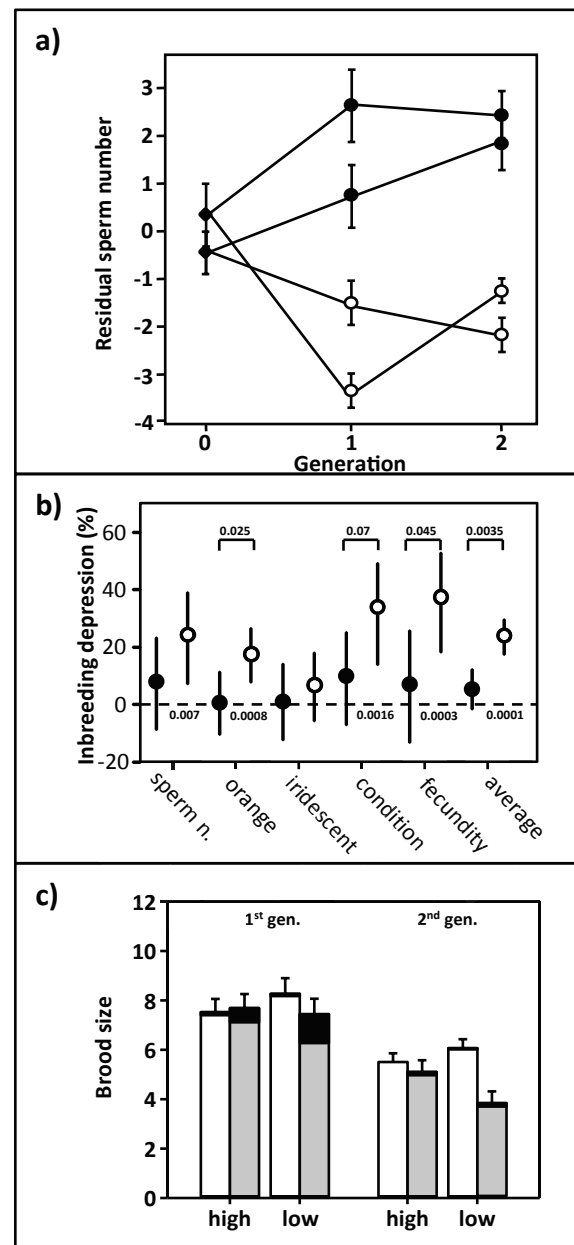 a)
Residual sperm number
3
2
1
0
-1
-2
-3
-4
0 1 2
Generation
b)
Inbreeding depression (%)
60
40
20
0
-20
0.025 0.07 0.045 0.0035
0.007 0.0008 0.0016 0.0003 0.0001
sperm n. orange iridescent condition fecundity average
c)
Brood size
12
10
8
6
4
2
0
1st gen. 2nd gen.
high low high low